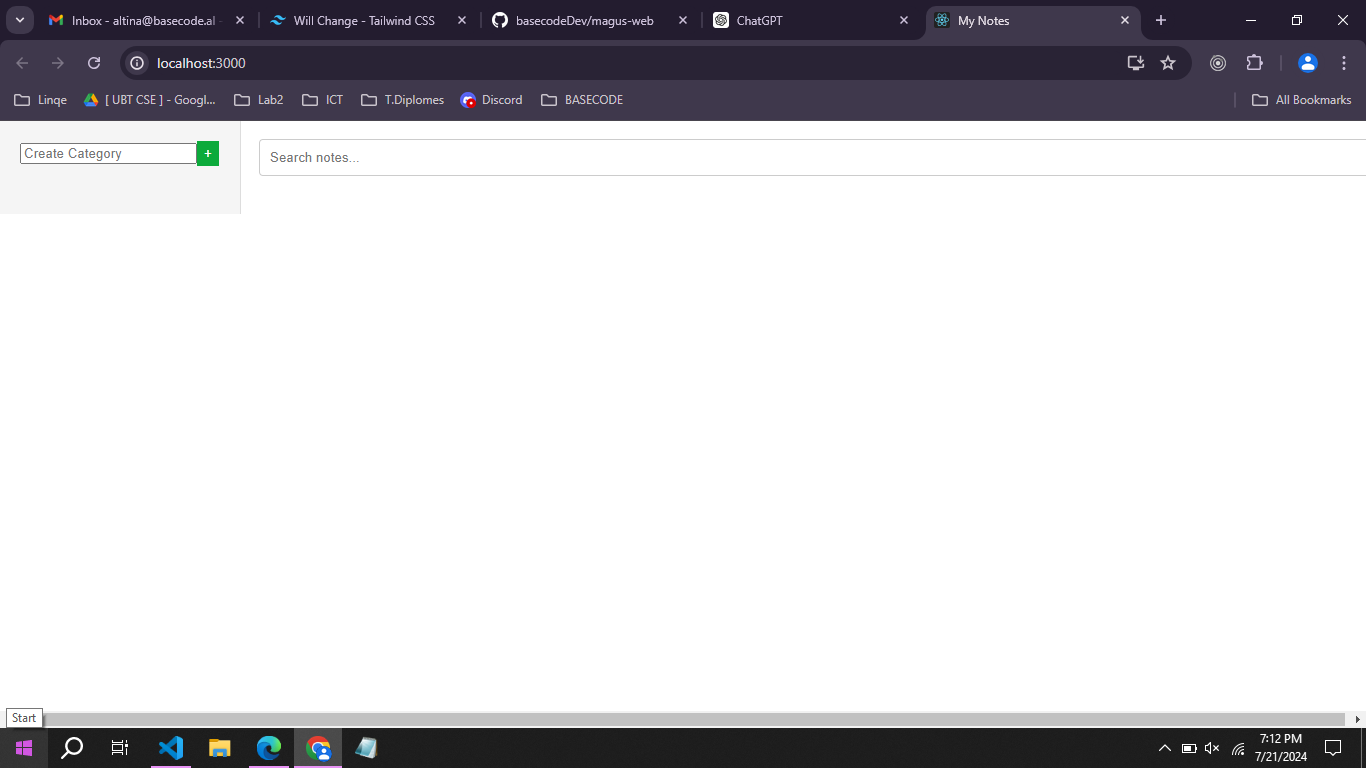 Inbox - altina@basecode.al
Will Change - Tailwind CSS
basecodeDev/magus-web
ChatGPT
My Notes
localhost:3000
Linqe
[ UBT CSE ] - Googl...
Lab2
ICT
T.Diplomes
Discord
BASECODE
All Bookmarks
Create Category
+
Search notes...
Start
7:12 PM
7/21/2024